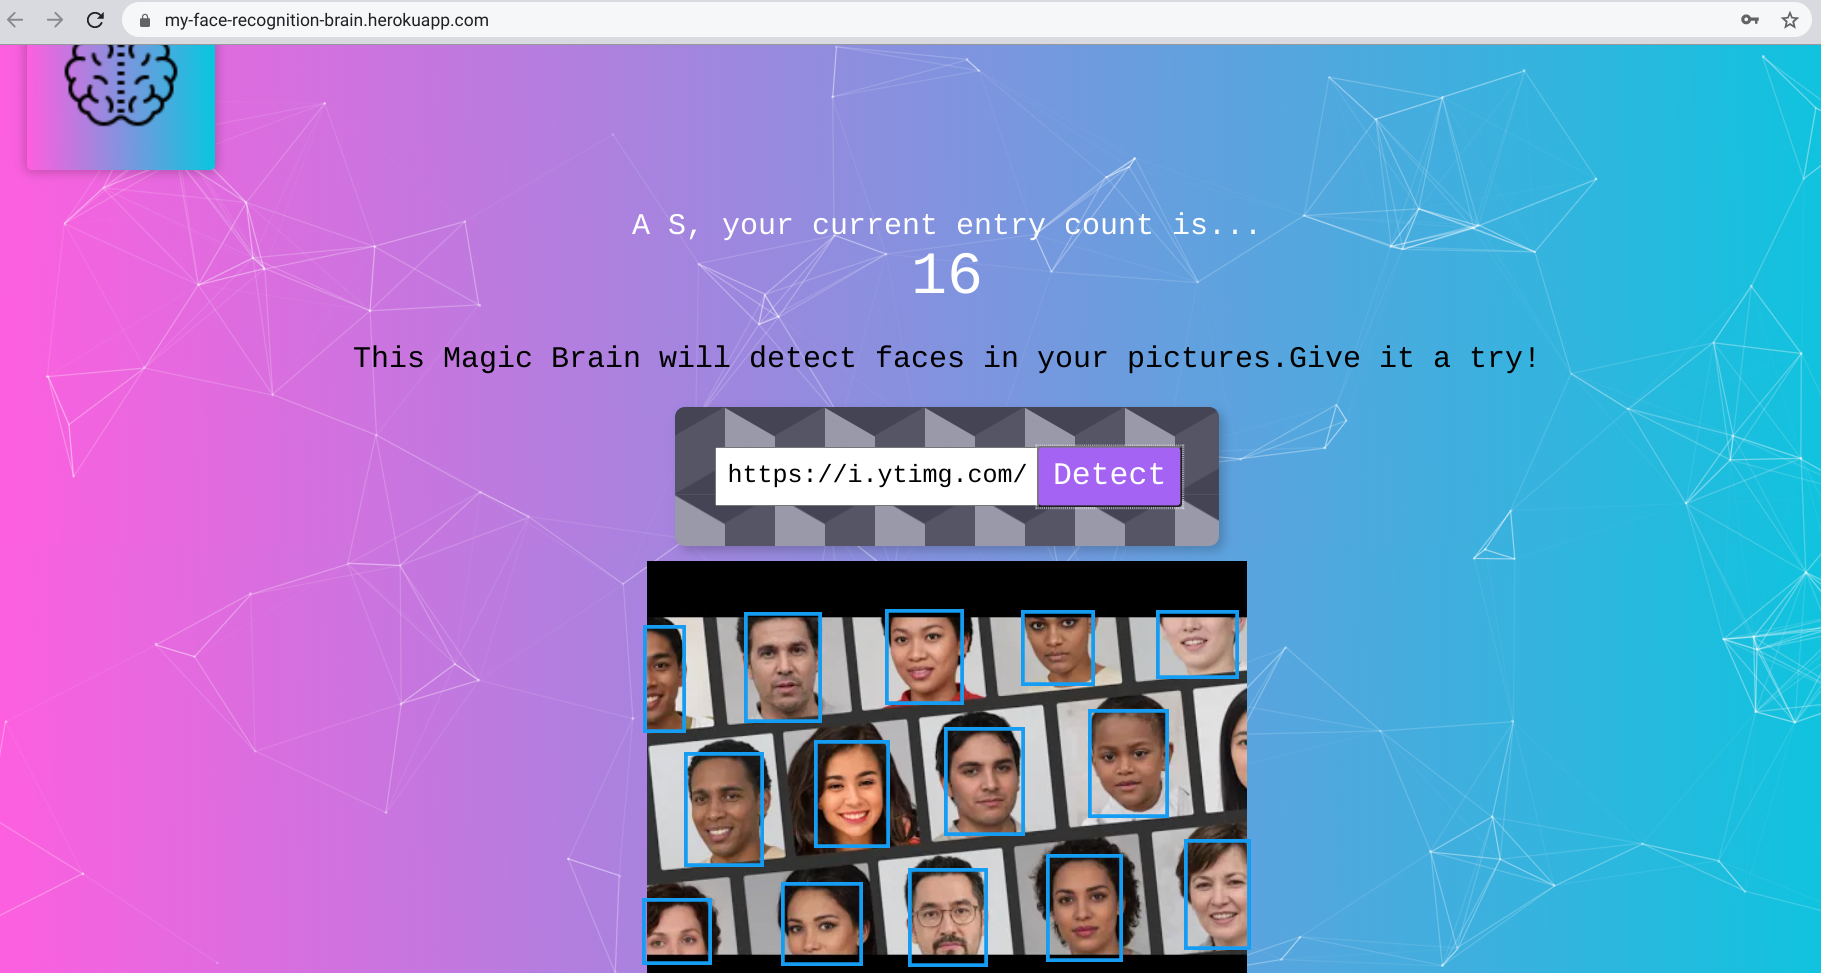 my-face-recognition-brain.herokuapp.com
A S, your current entry count is...
16
This Magic Brain will detect faces in your pictures.Give it a try!
https://i.ytimg.com/
Detect